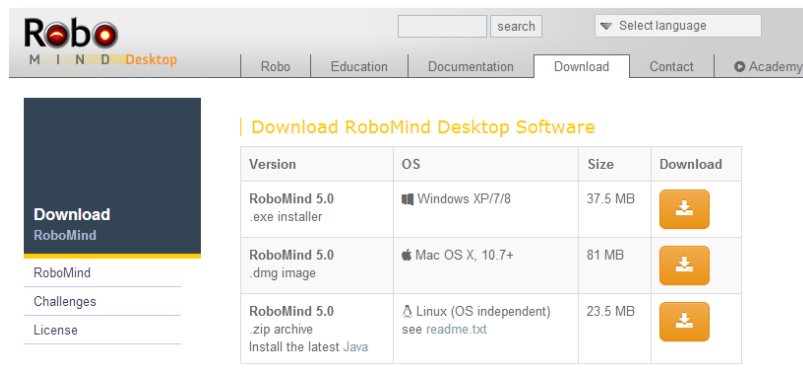 Robo
MIND Desktop
search
Select language
Robo
Education
Documentation
Download
Contact
Academy
Download
RoboMind
RoboMind
Challenges
License
Download RoboMind Desktop Software
Version OS Size Download
RoboMind 5.0 Windows XP/7/8 37.5 MB
.exe installer
RoboMind 5.0 Mac OS X, 10.7+ 81 MB
.dmg image
RoboMind 5.0 Linux (OS independent) 23.5 MB
.zip archive see readme.txt
Install the latest Java